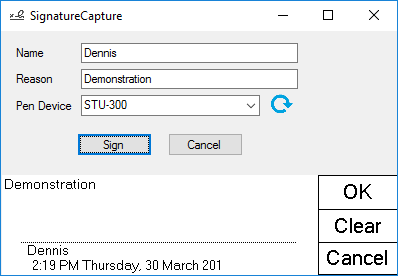 SignatureCapture
Name Dennis
Reason Demonstration
Pen Device STU-300
Sign Cancel
Demonstration
OK
Clear
Dennis
Cancel
2:19 PM Thursday, 30 March 201